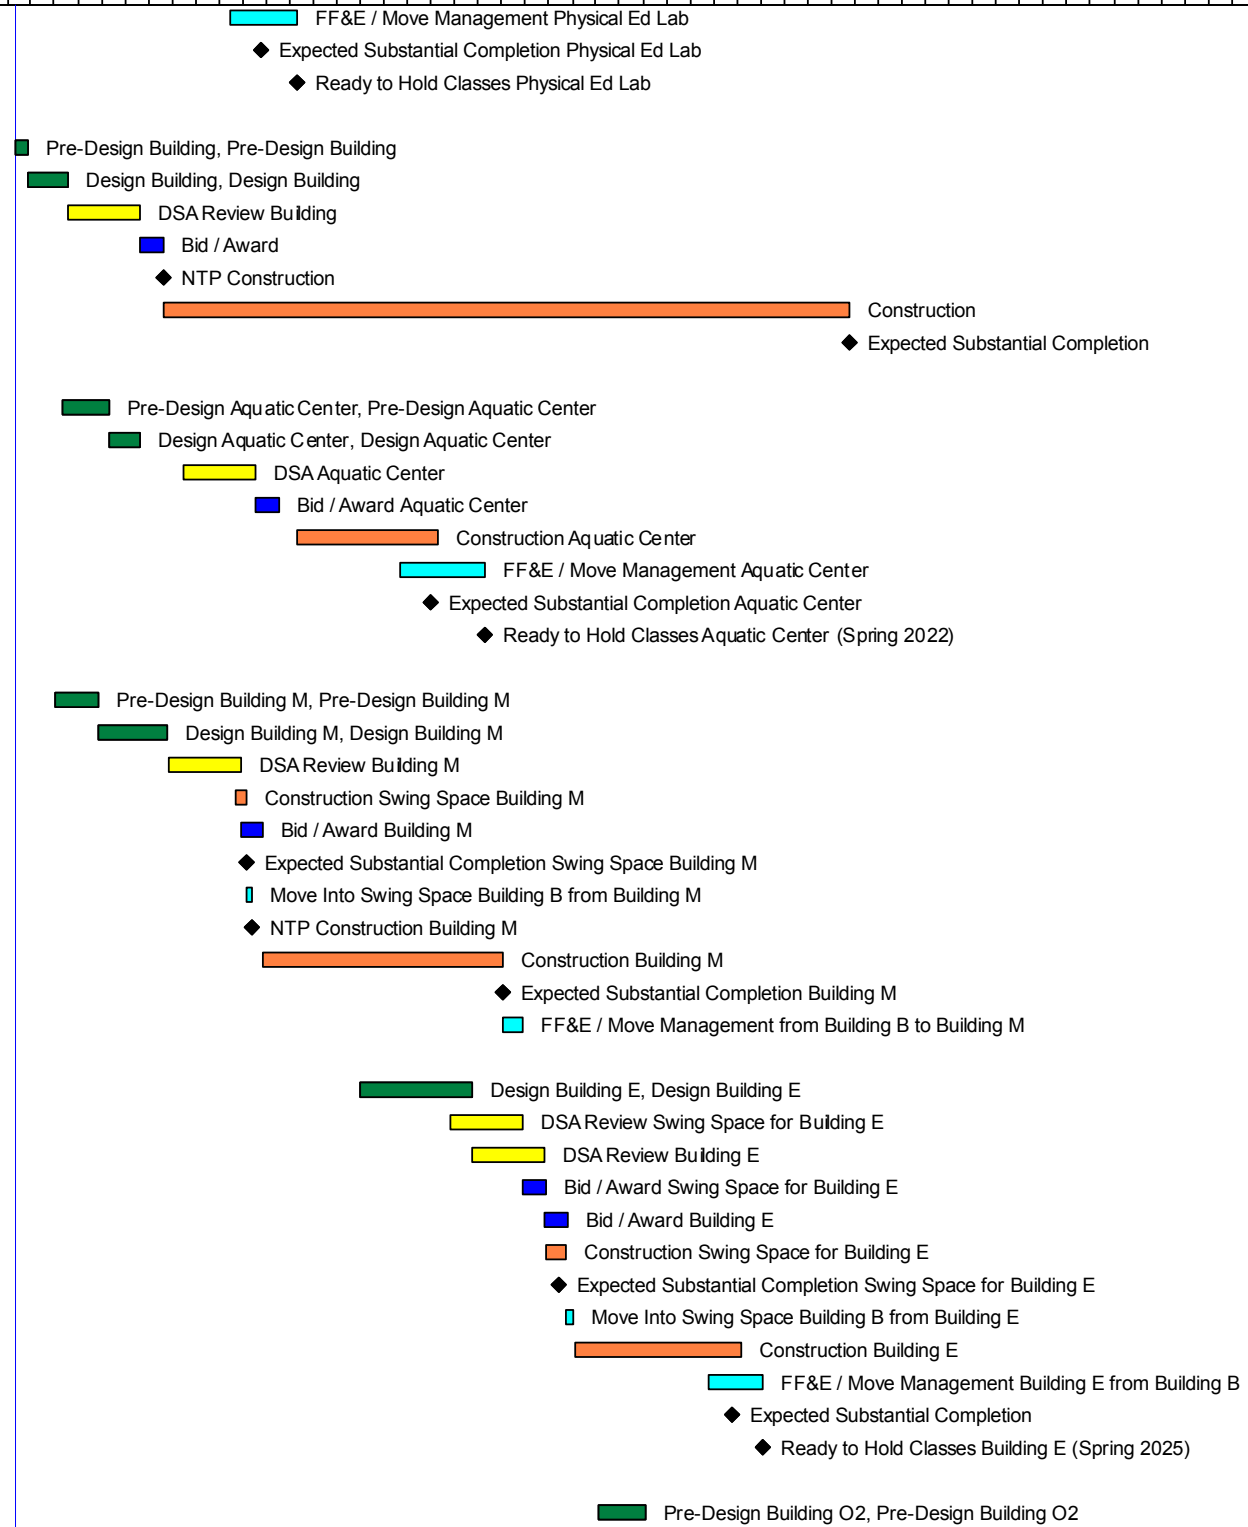 FF&E / Move Management Physical Ed Lab
Expected Substantial Completion Physical Ed Lab
Ready to Hold Classes Physical Ed Lab
Pre-Design Building, Pre-Design Building
Design Building, Design Building
DSA Review Building
Bid / Award
NTP Construction
Construction
Expected Substantial Completion
Pre-Design Aquatic Center, Pre-Design Aquatic Center
Design Aquatic Center, Design Aquatic Center
DSA Aquatic Center
Bid / Award Aquatic Center
Construction Aquatic Center
FF&E / Move Management Aquatic Center
Expected Substantial Completion Aquatic Center
Ready to Hold Classes Aquatic Center (Spring 2022)
Pre-Design Building M, Pre-Design Building M
Design Building M, Design Building M
DSA Review Building M
Construction Swing Space Building M
Bid / Award Building M
Expected Substantial Completion Swing Space Building M
Move Into Swing Space Building B from Building M
NTP Construction Building M
Construction Building M
Expected Substantial Completion Building M
FF&E / Move Management from Building B to Building M
Design Building E, Design Building E
DSA Review Swing Space for Building E
DSA Review Building E
Bid / Award Swing Space for Building E
Bid / Award Building E
Construction Swing Space for Building E
Expected Substantial Completion Swing Space for Building E
Move Into Swing Space Building B from Building E
Construction Building E
FF&E / Move Management Building E from Building B
Expected Substantial Completion
Ready to Hold Classes Building E (Spring 2025)
Pre-Design Building O2, Pre-Design Building O2